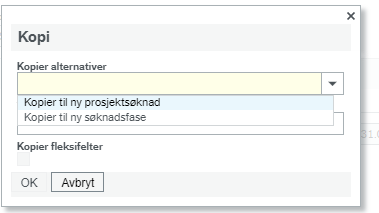 Kopi
Kopier alternativer
Kopier til ny prosjektsøknad
Kopier til ny søknadsfase
Kopier fleksifelter
OK
Avbryt